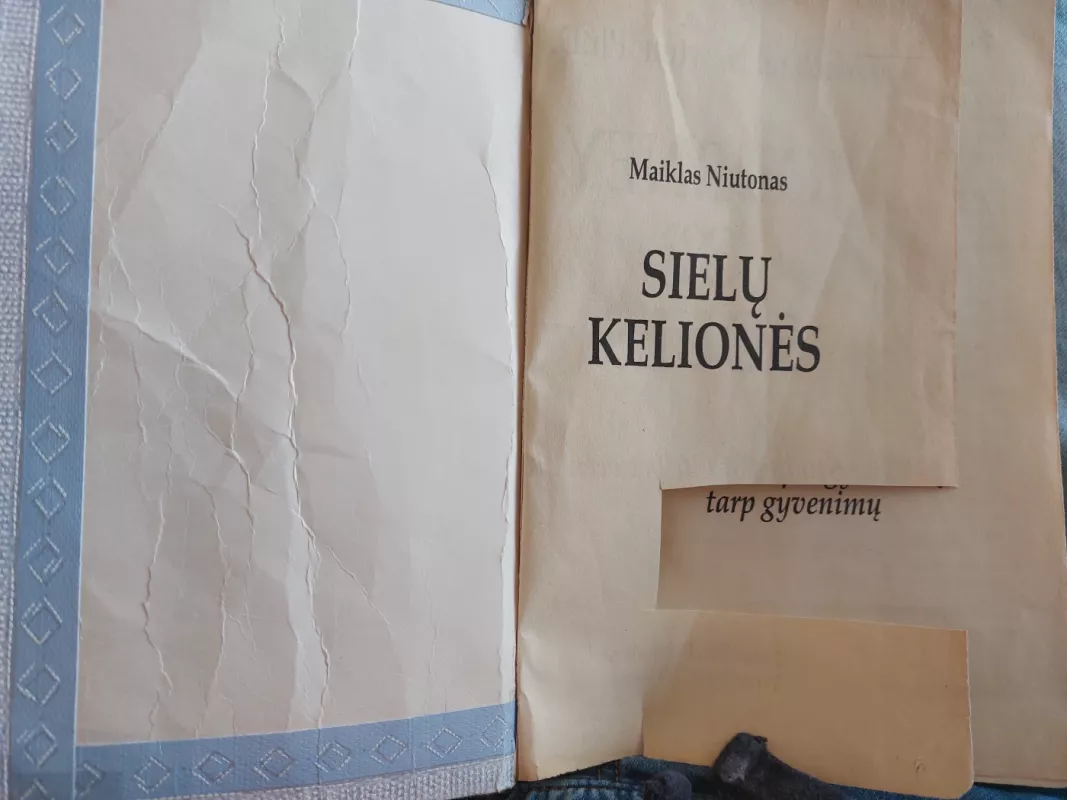 Maiklas Niutonas
SIELŲ
KELIONĖS
tarp gyvenimų